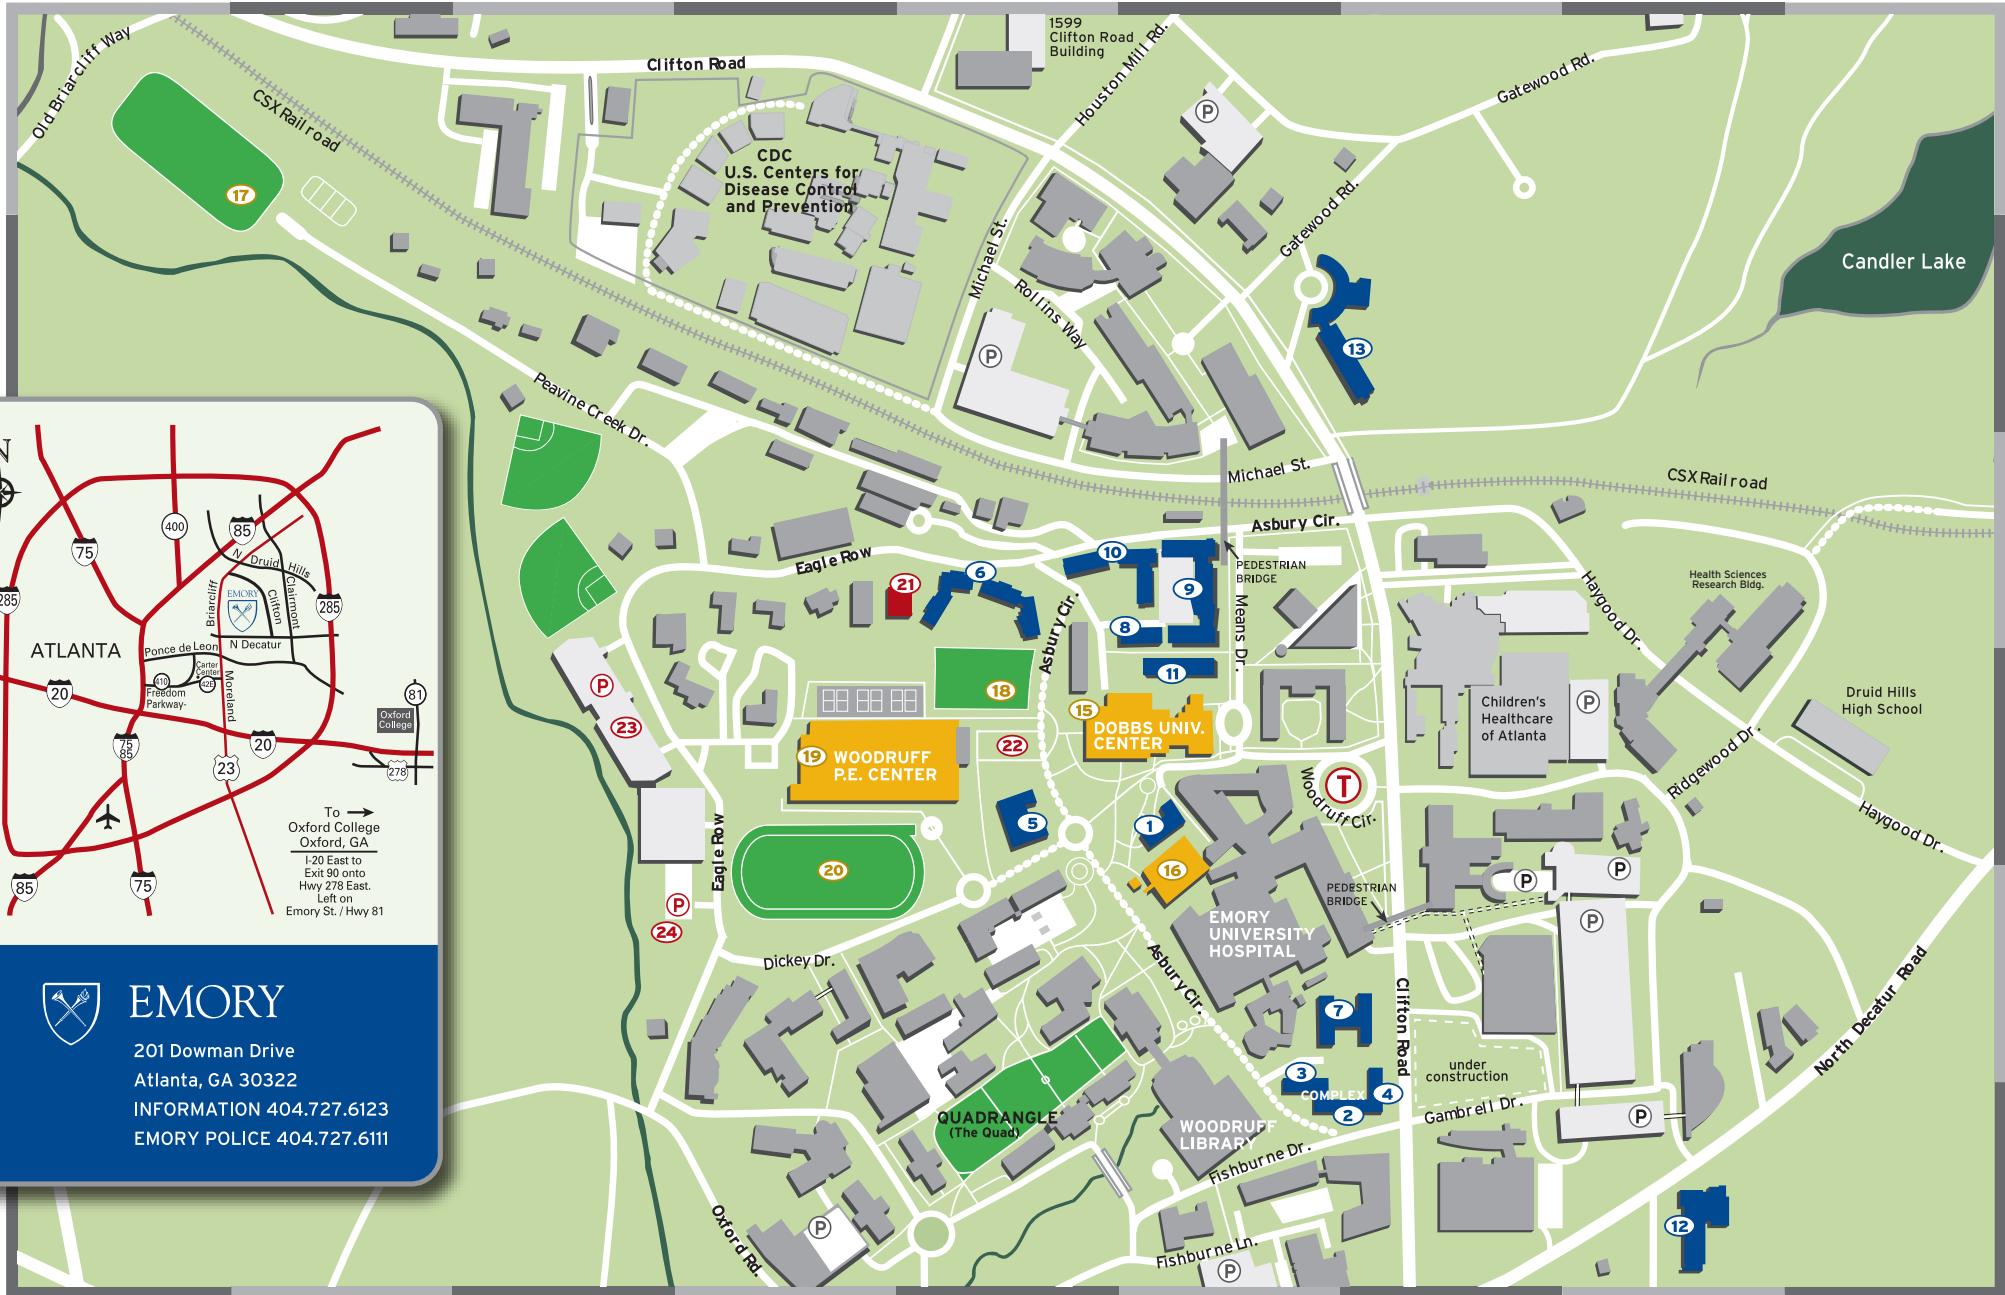 Old Briarcliff Way
CSX Railroad
17
Clifton Road
1599
Clifton Road
Building
Houston Mill Rd.
P
Gatewood Rd.
Gatewood Rd.
CDC
U.S. Centers for
Disease Control
and Prevention
Michael St.
Rollins Way
P
13
Candler Lake
Peavine Creek Dr.
Michael St.
CSX Railroad
Asbury Cir.
Eagle Row
PEDESTRIAN
BRIDGE
10
9
6
21
8
11
Means Dr.
Asbury Cir.
Haygood Dr.
Health Sciences
Research Bldg.
P
23
18
15
DOBBS UNIV.
CENTER
22
19
WOODRUFF
P.E. CENTER
Children's
Healthcare
of Atlanta
P
Druid Hills
High School
Ridgewood Dr.
Haygood Dr.
T
Woodruff Cir.
5
1
16
20
Eagle Row
P
24
PEDESTRIAN
BRIDGE
P
P
P
EMORY
UNIVERSITY
HOSPITAL
Dickey Dr.
Asbury Cir.
Clifton Road
7
3
COMPLEX
4
2
under
construction
Gambrell Dr.
P
North Decatur Road
QUADRANGLE
(The Quad)
WOODRUFF
LIBRARY
Fishburne Dr.
Fishburne Ln.
P
P
Oxford Rd.
12
N
75
400
85
N Druid Hills
285
285
Briarcliff
EMORY
Clifton
Clairmont
ATLANTA
N Decatur
Ponce de Leon
Carter
Center
410
42E
Freedom
Parkway-
Moreland
20
81
Oxford
College
75
85
20
23
278
To
Oxford College
Oxford, GA
I-20 East to
Exit 90 onto
Hwy 278 East.
Left on
Emory St. / Hwy 81
85
75
EMORY
201 Dowman Drive
Atlanta, GA 30322
INFORMATION 404.727.6123
EMORY POLICE 404.727.6111